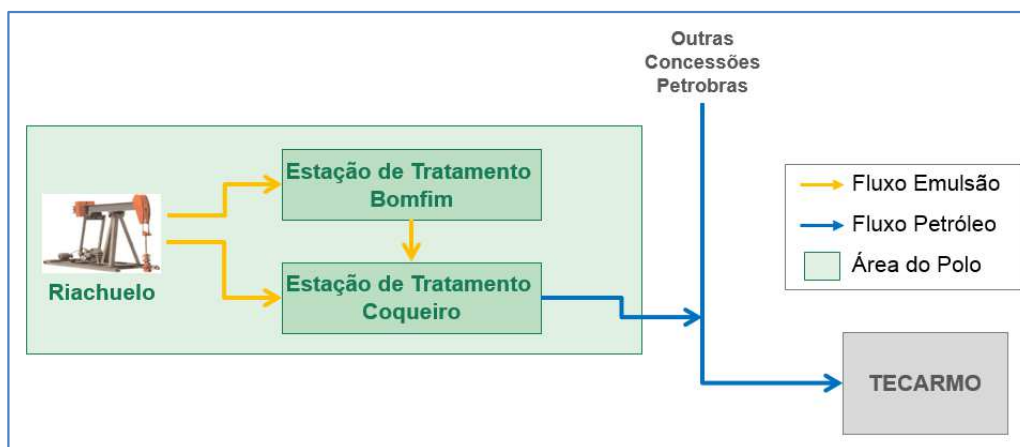 Outras
Concessões
Petrobras
Estação de Tratamento
Bomfim
Riachuelo
Estação de Tratamento
Coqueiro
Fluxo Emulsão
Fluxo Petróleo
Área do Polo
TECARMO